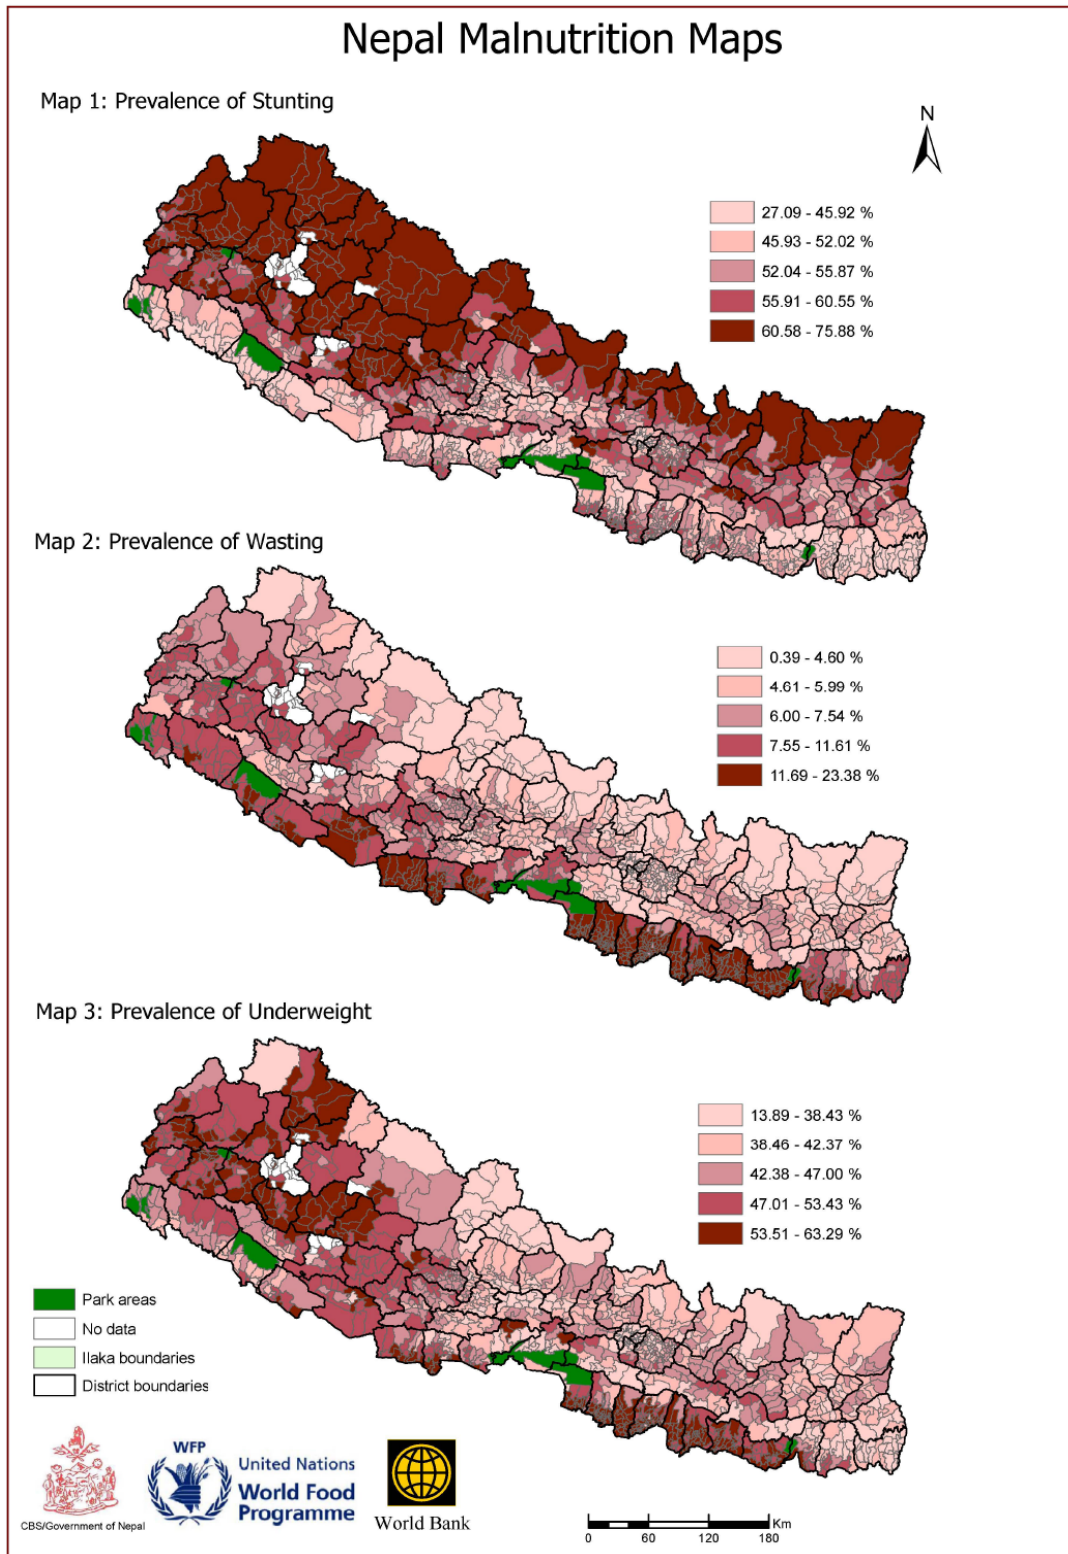 Nepal Malnutrition Maps
Map 1: Prevalence of Stunting
N
27.09 - 45.92 %
45.93 - 52.02 %
52.04 - 55.87 %
55.91 - 60.55 %
60.58 - 75.88 %
Map 2: Prevalence of Wasting
0.39 - 4.60 %
4.61 - 5.99 %
6.00 - 7.54 %
7.55 - 11.61 %
11.69 - 23.38 %
Map 3: Prevalence of Underweight
13.89 - 38.43 %
38.46 - 42.37 %
42.38 - 47.00 %
47.01 - 53.43 %
53.51 - 63.29 %
Park areas
No data
Ilaka boundaries
District boundaries
CBS/Government of Nepal
WFP
United Nations
World Food
Programme
World Bank
Km
0 60 120 180